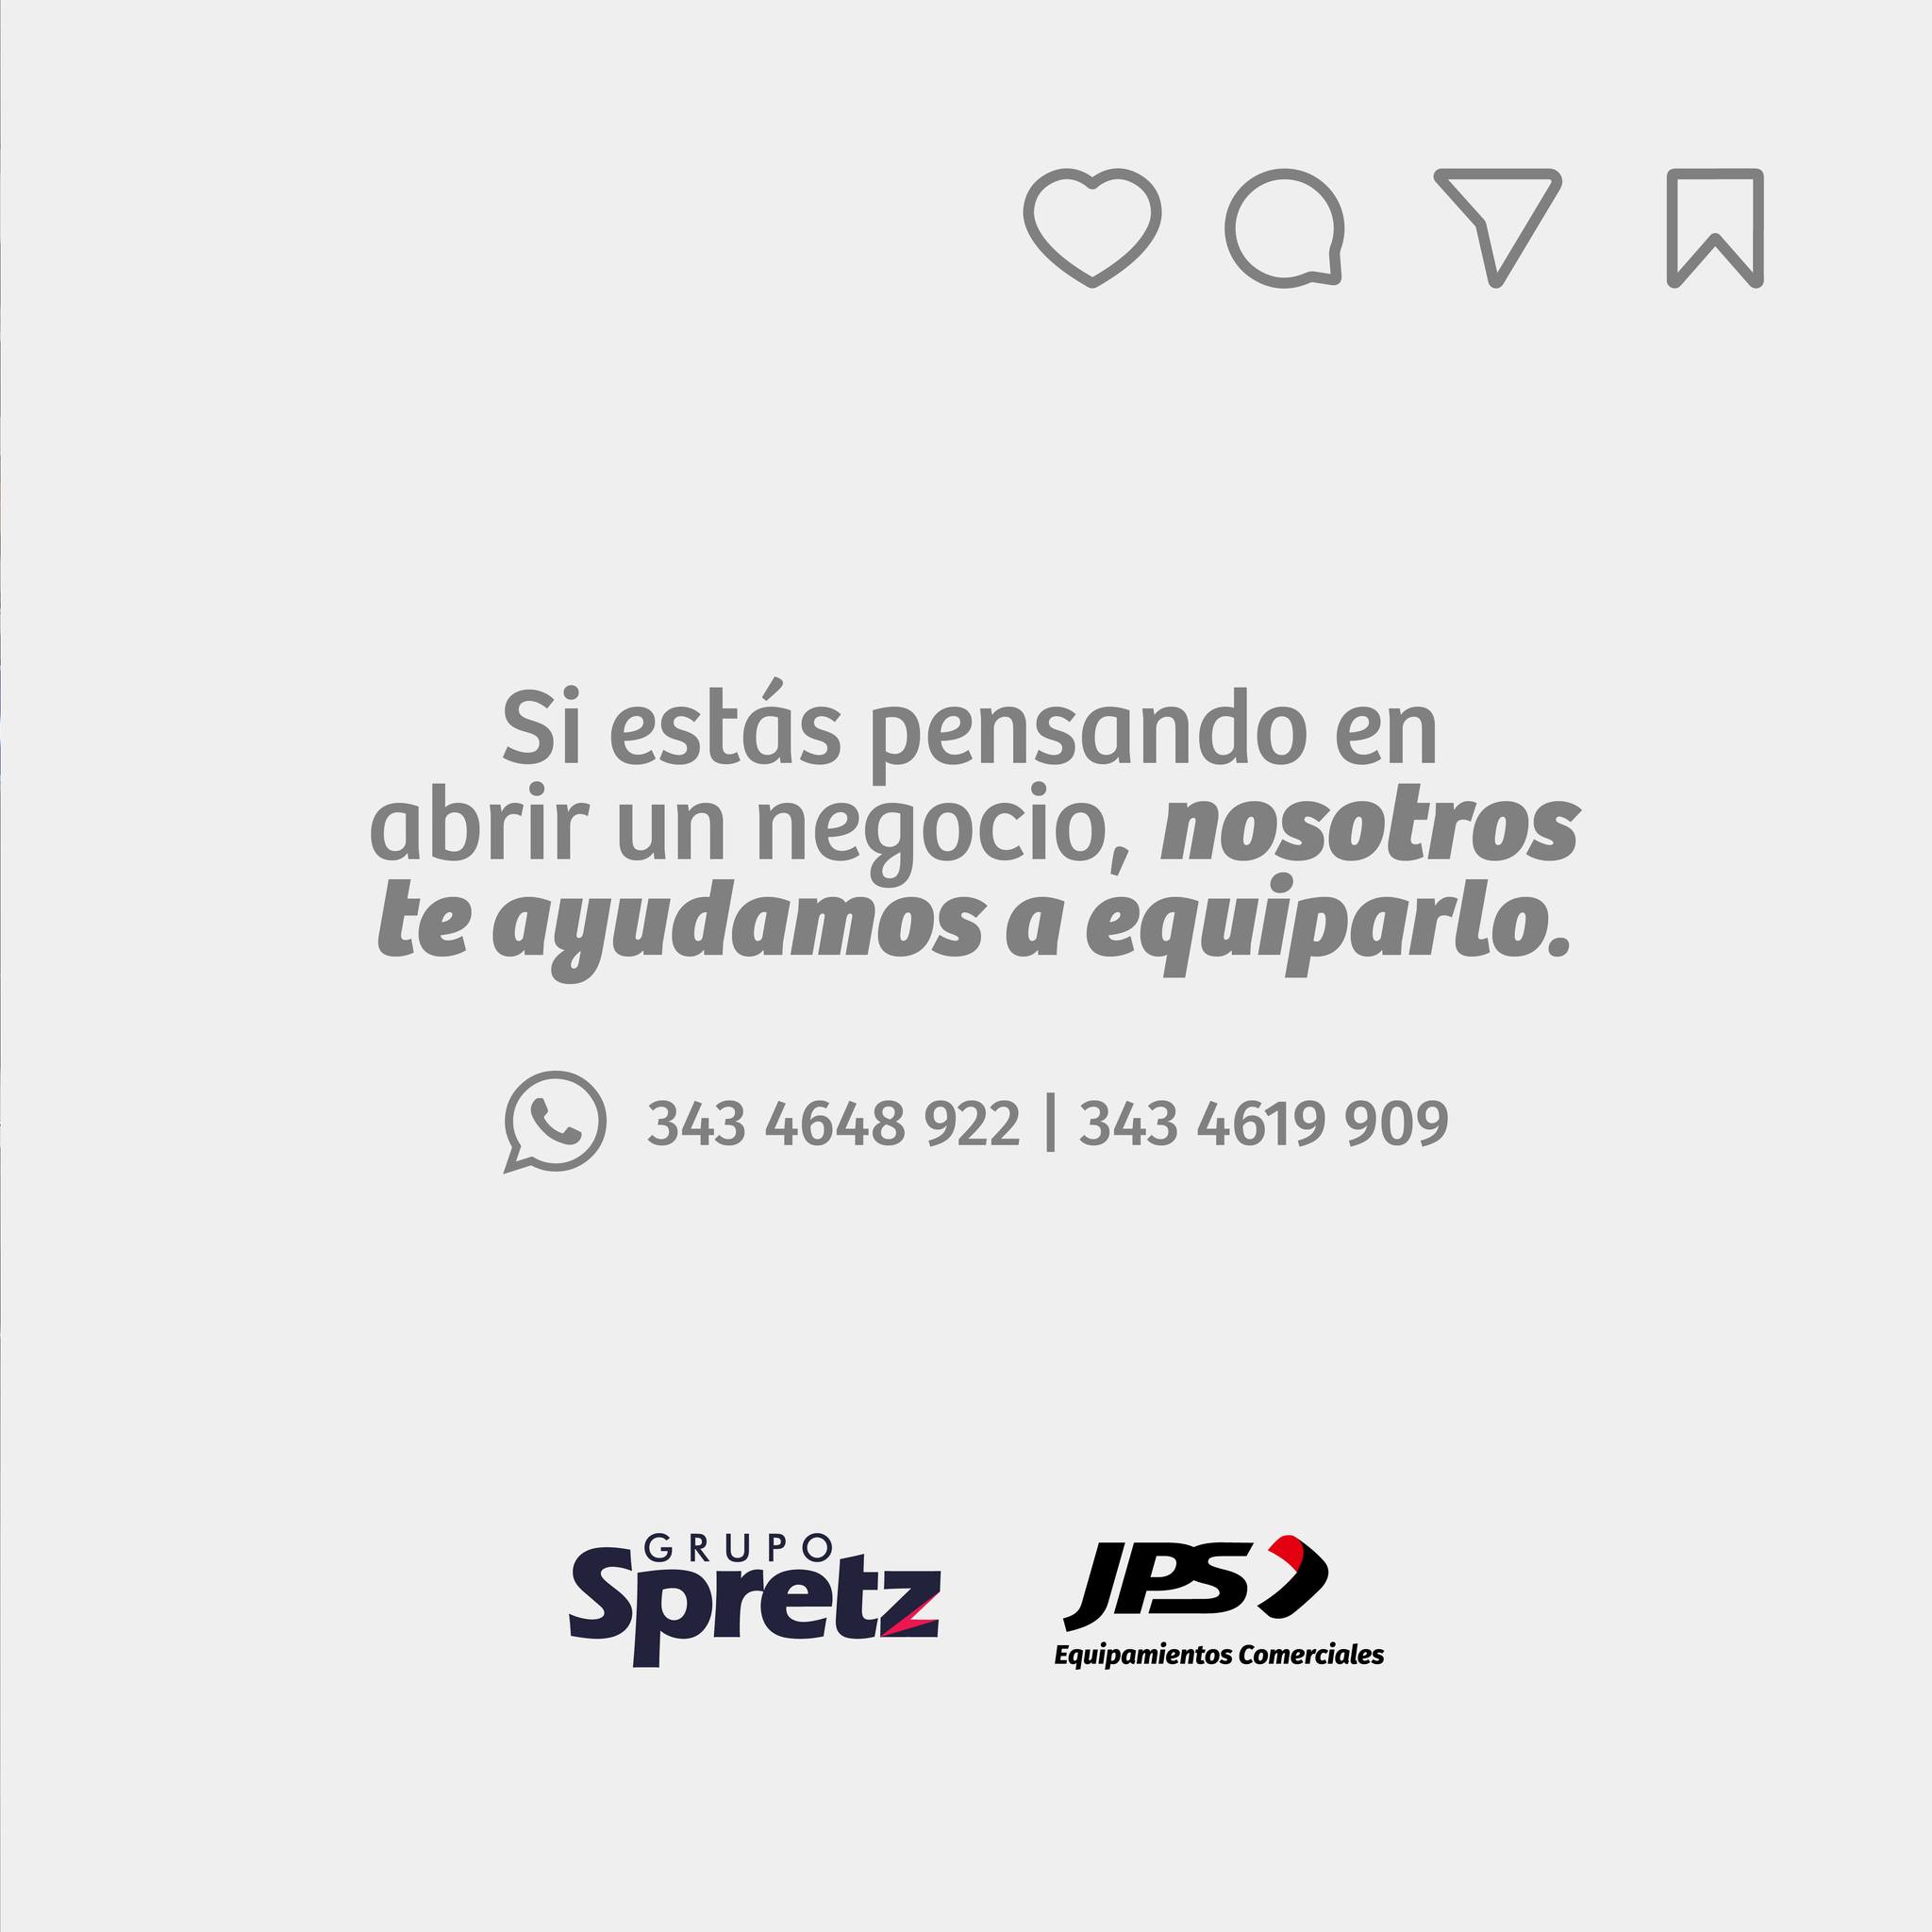 Si estás pensando en
abrir un negocio, nosotros
te ayudamos a equiparlo.
343 4648 922 | 343 4619 909
GRUPO
Spretz
JPS
Equipamientos Comerciales